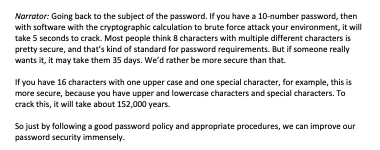 Narrator: Going back to the subject of the password. If you have a 10-number password, then
with software with the cryptographic calculation to brute force attack your environment, it will
take 5 seconds to crack. Most people think 8 characters with multiple different characters is
pretty secure, and that's kind of standard for password requirements. But if someone really
wants it, it may take them 35 days. We'd rather be more secure than that.
If you have 16 characters with one upper case and one special character, for example, this is
more secure, because you have upper and lowercase characters and special characters. To
crack this, it will take about 152,000 years.
So just by following a good password policy and appropriate procedures, we can improve our
password security immensely.